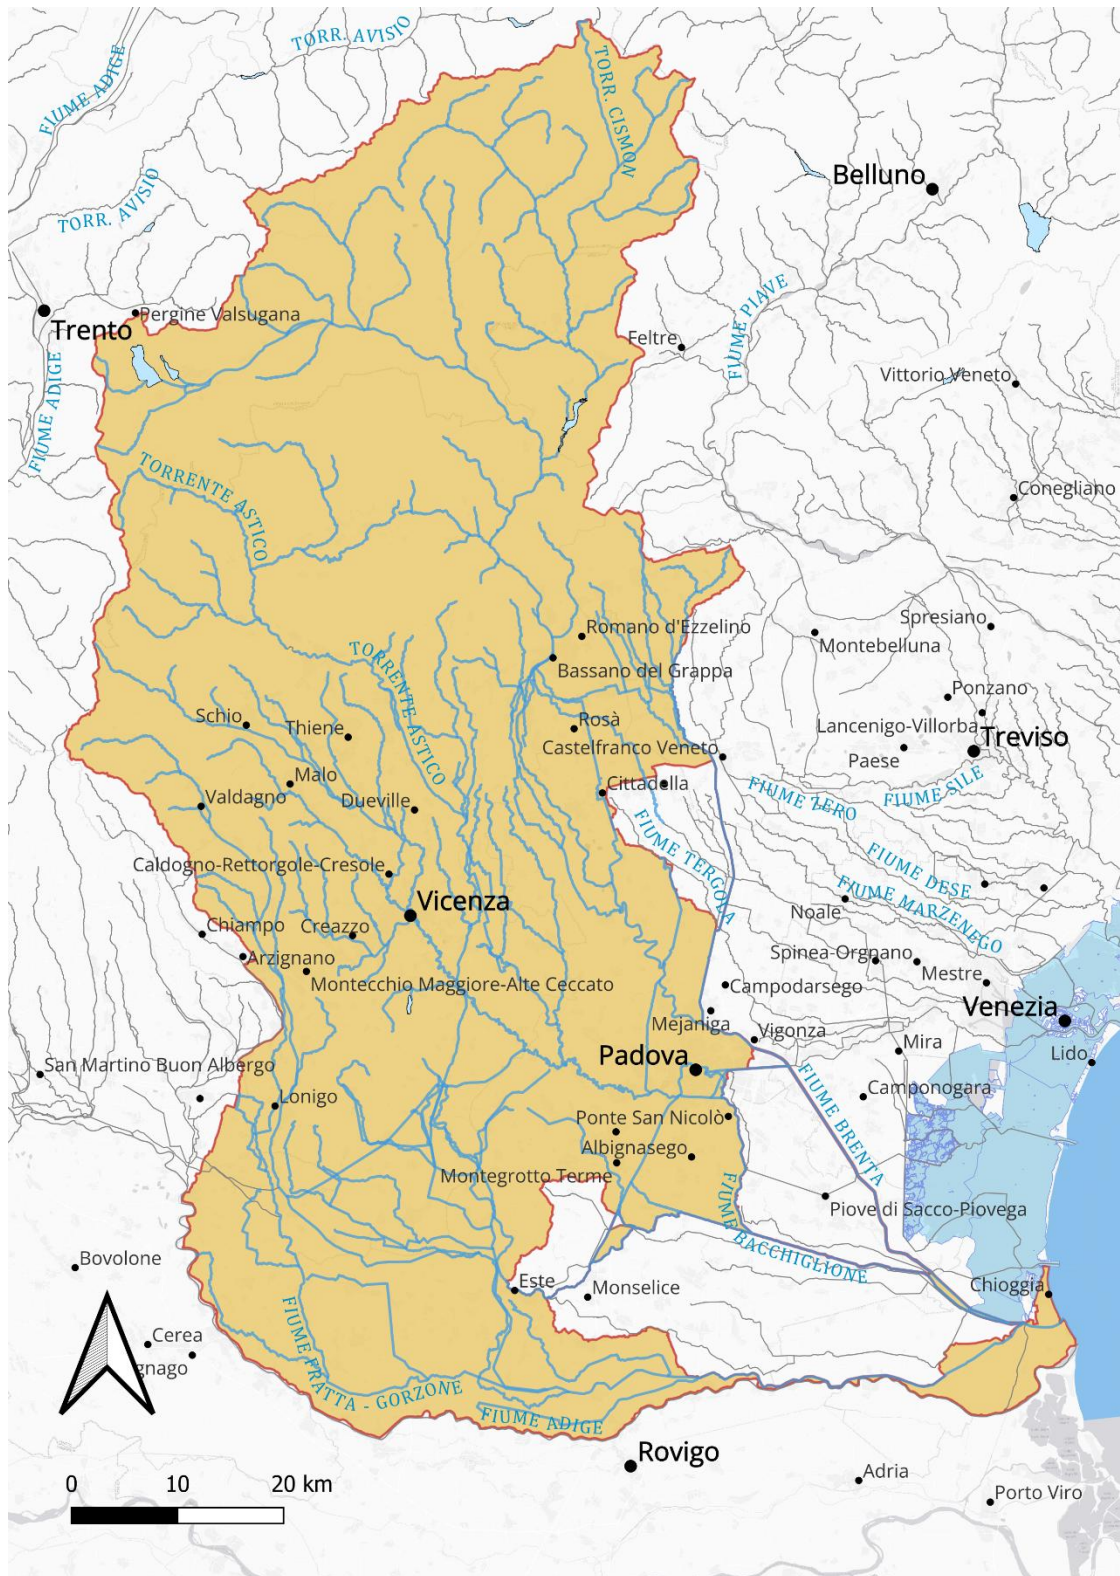 TORR. AVISIO
FIUME ADIGE
TORR. CISMON
Belluno
TORR. AVISIO
Pergine Valsugana
Trento
FIUME PIAVE
Feltre
FIUME ADIGE
Vittorio Veneto
TORRENTE ASTICO
Conegliano
Romano d'Ezzelino
Spresiano
Montebelluna
TORRENTE ASTICO
Bassano del Grappa
Ponzano
Schio
Thiene
Rosà
Lancenigo-Villorba
Castelfranco Veneto
Treviso
Paese
Malo
Cittadella
FIUME ZERO
FIUME SILE
Valdagno
Dueville
FIUME TERGOLA
Caldogno-Rettorgole-Cresole
FIUME DESE
FIUME MARZENEGO
Vicenza
Noale
Chiampo
Creazzo
Arzignano
Spinea-Orgnano
Mestre
Montecchio Maggiore-Alte Ceccato
Campodarsego
Venezia
Mejaniga
Vigonza
Mira
Padova
Lido
San Martino Buon Albergo
FIUME BRENTA
Camponogara
Lonigo
Ponte San Nicolò
Albignasego
Montegrotto Terme
FIUME BACCHIGLIONE
Piove di Sacco-Piovega
Bovolone
Este
Monselice
Chioggia
FIUME FRATTA - GORZONE
Cerea
gnago
FIUME ADIGE
Rovigo
Adria
0 10 20 km
Porto Viro